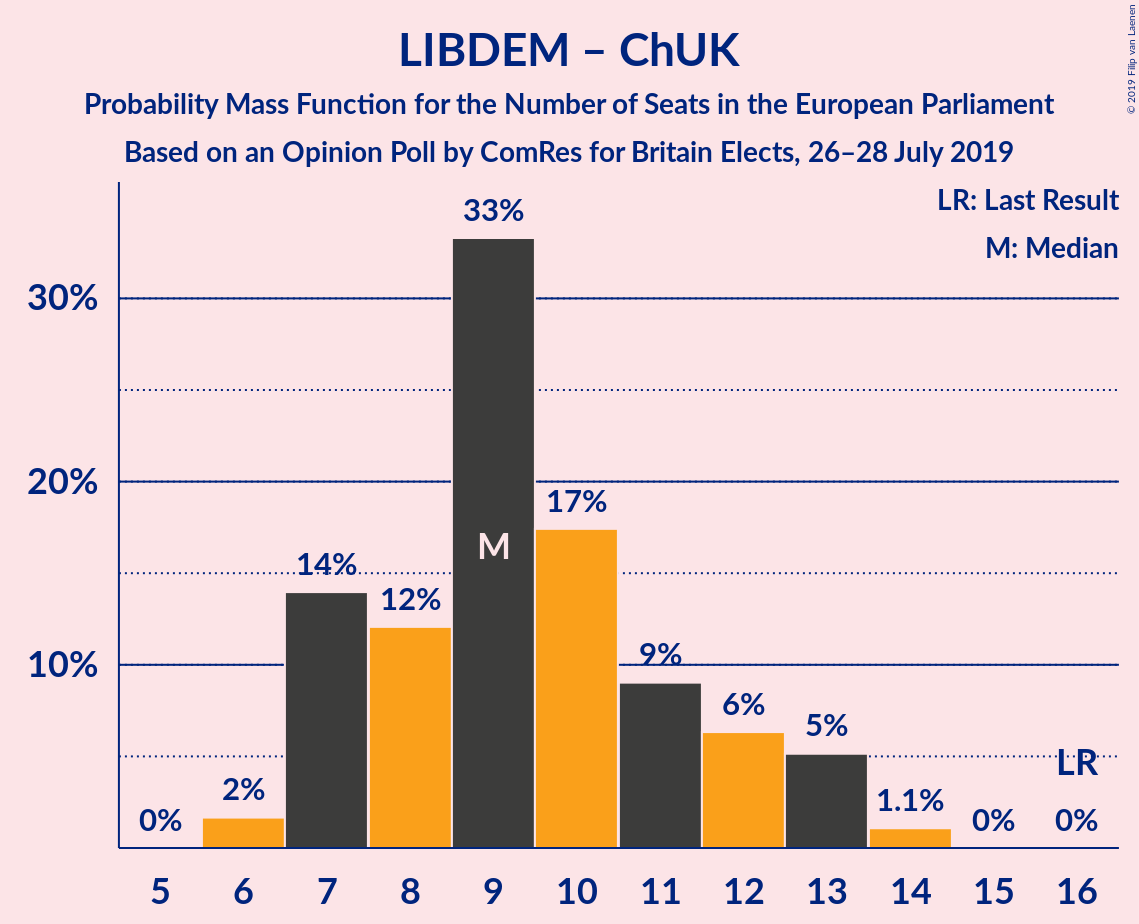 LIBDEM – ChUK
Probability Mass Function for the Number of Seats in the European Parliament
Based on an Opinion Poll by ComRes for Britain Elects, 26–28 July 2019
© 2019 Filip van Laenen
LR: Last Result
M: Median
30%
20%
10%
0%
2%
14%
12%
33%
M
17%
9%
6%
5%
1.1%
0%
LR
0%
5 6 7 8 9 10 11 12 13 14 15 16